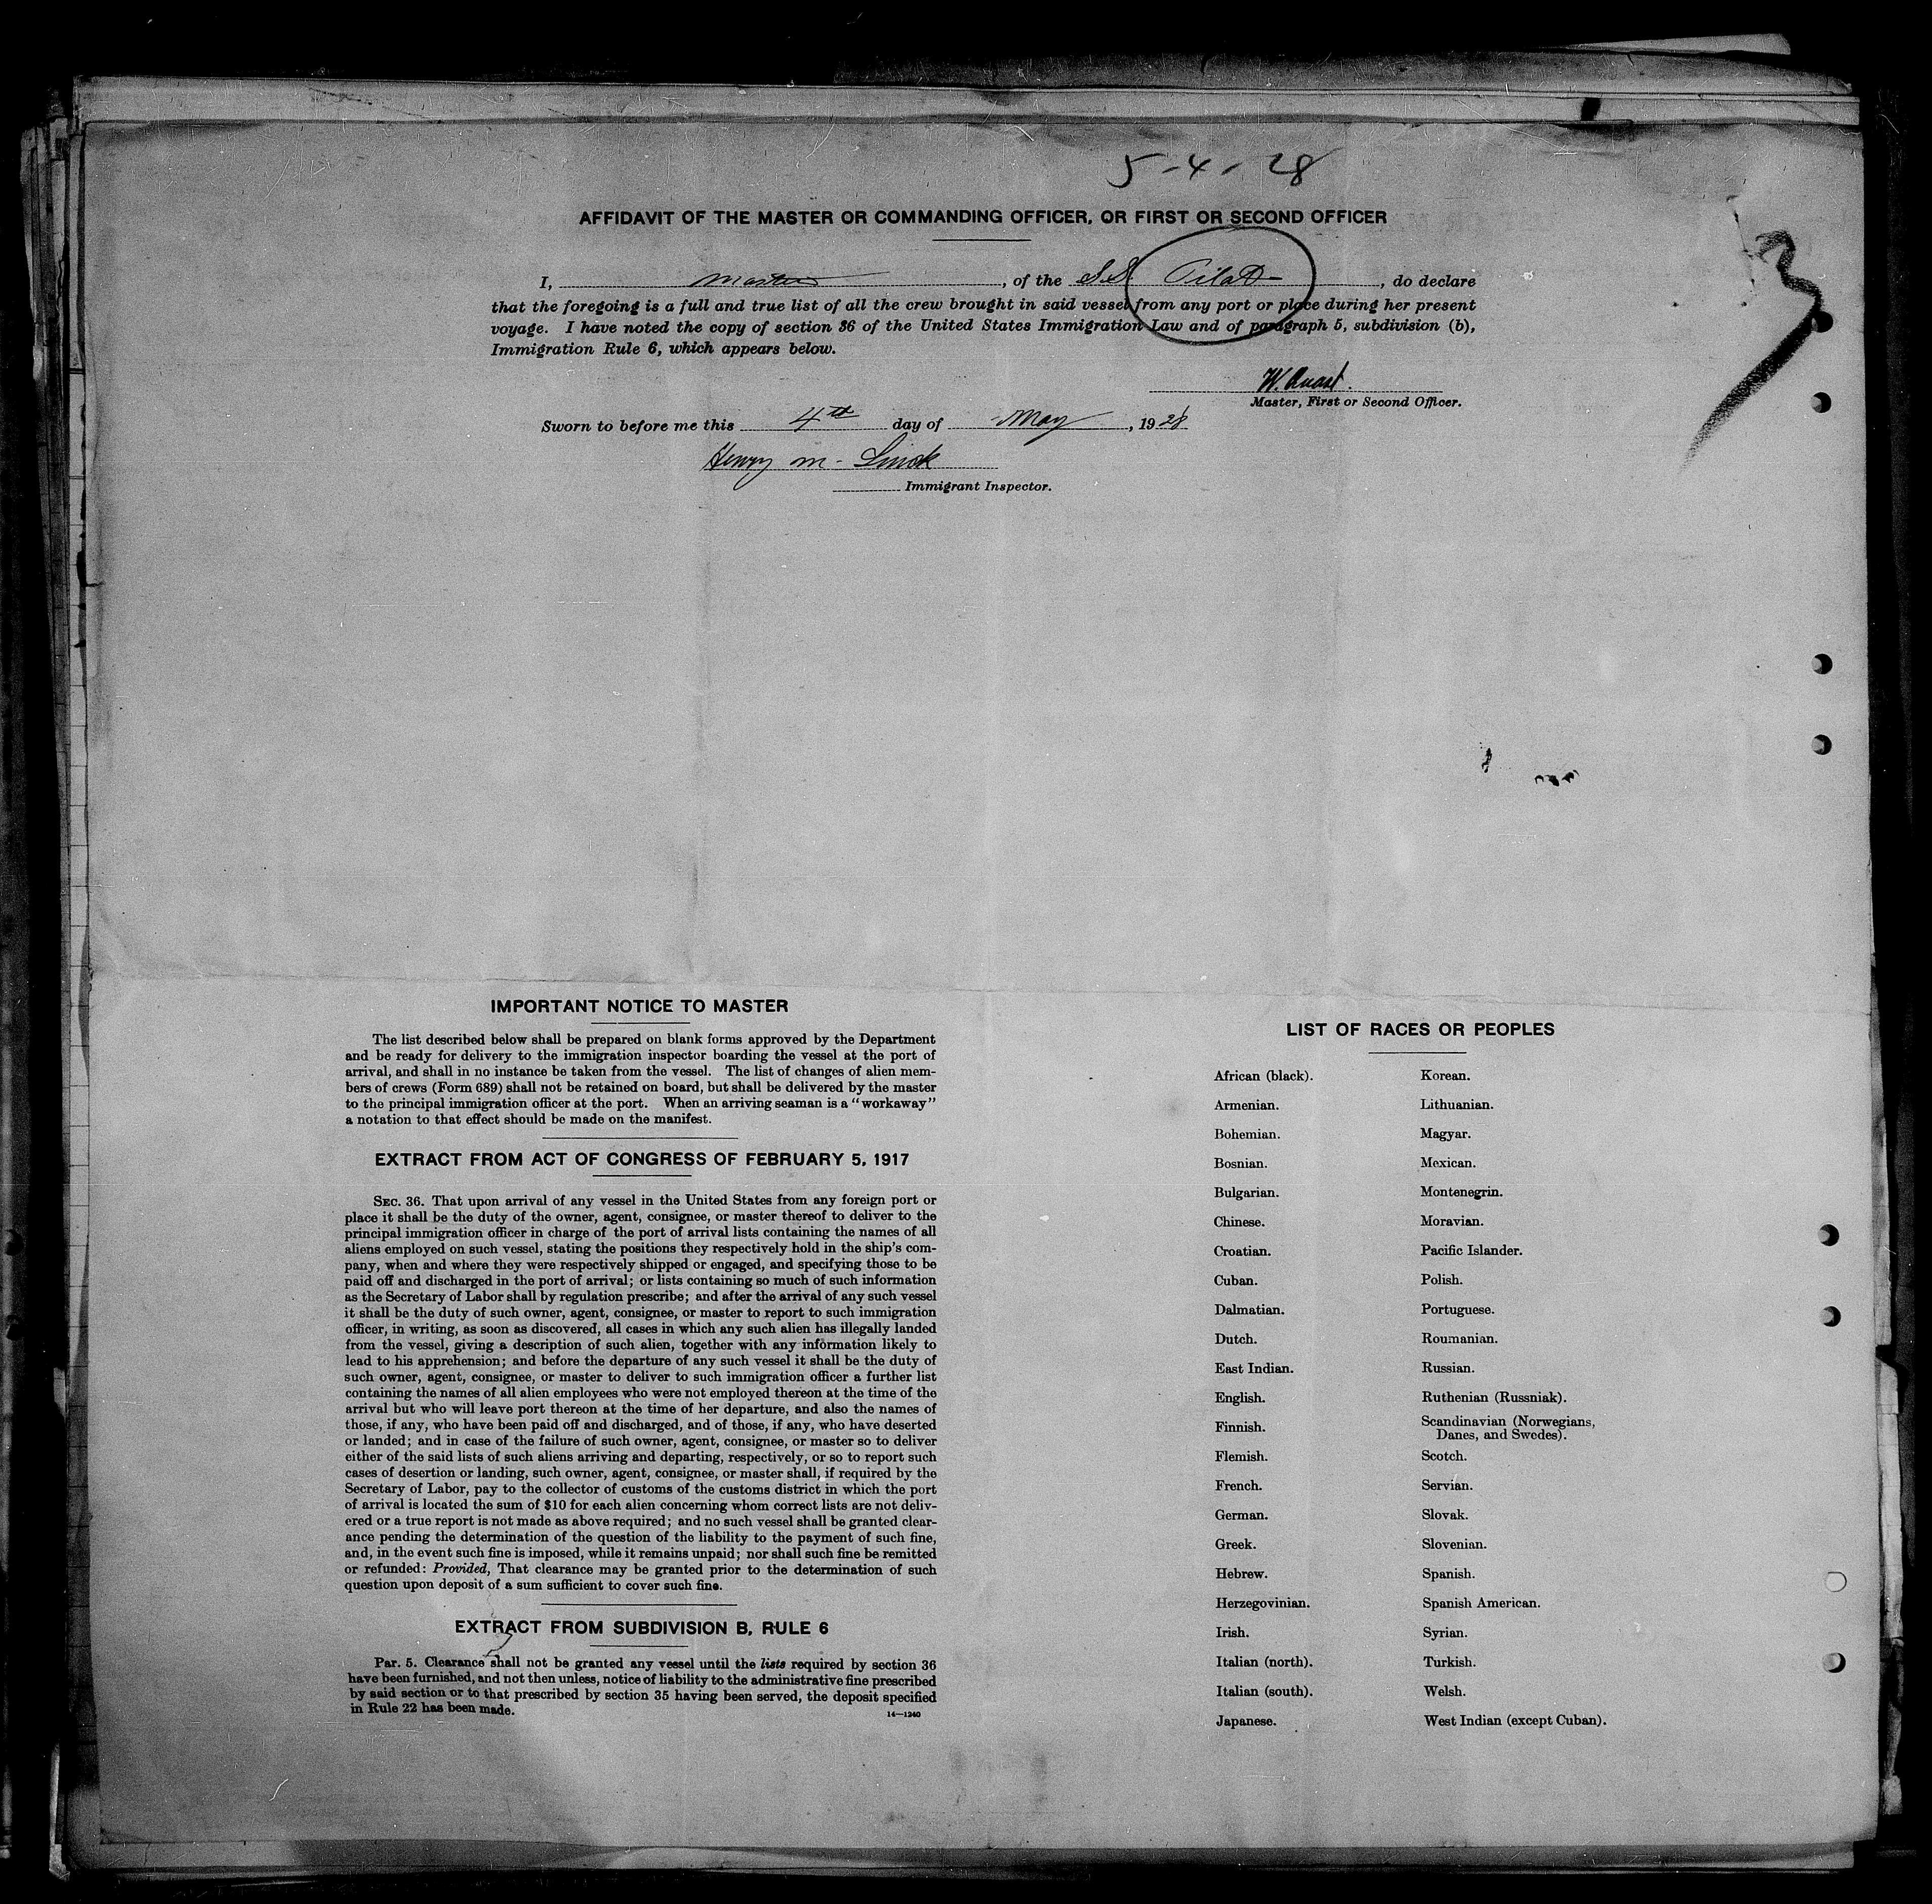 5-4-28
AFFIDAVIT OF THE MASTER OR COMMANDING OFFICER, OR FIRST OR SECOND OFFICER
I, Master, of the S.S. Pilot, do declare
that the foregoing is a full and true list of all the crew brought in said vessel from any port or place during her present
voyage. I have noted the copy of section 36 of the United States Immigration Law and of paragraph 5, subdivision (b),
Immigration Rule 6, which appears below.
W.
Master, First or Second Officer.
Sworn to before me this 4th day of May, 1928
Henry M.
Immigrant Inspector.
3
IMPORTANT NOTICE TO MASTER
The list described below shall be prepared on blank forms approved by the Department
and be ready for delivery to the immigration inspector boarding the vessel at the port of
arrival, and shall in no instance be taken from the vessel. The list of changes of alien mem-
bers of crews (Form 689) shall not be retained on board, but shall be delivered by the master
to the principal immigration officer at the port. When an arriving seaman is a "workaway"
a notation to that effect should be made on the manifest.
EXTRACT FROM ACT OF CONGRESS OF FEBRUARY 5, 1917
SEC. 36. That upon arrival of any vessel in the United States from any foreign port or
place it shall be the duty of the owner, agent, consignee, or master thereof to deliver to the
principal immigration officer in charge of the port of arrival lists containing the names of all
aliens employed on such vessel, stating the positions they respectively hold in the ship's com-
pany, when and where they were respectively shipped or engaged, and specifying those to be
paid off and discharged in the port of arrival; or lists containing so much of such information
as the Secretary of Labor shall by regulation prescribe; and after the arrival of any such vessel
it shall be the duty of such owner, agent, consignee, or master to report to such immigration
officer, in writing, as soon as discovered, all cases in which any such alien has illegally landed
from the vessel, giving a description of such alien, together with any information likely to
lead to his apprehension; and before the departure of any such vessel it shall be the duty of
such owner, agent, consignee, or master to deliver to such immigration officer a further list
containing the names of all alien employees who were not employed thereon at the time of the
arrival but who will leave port thereon at the time of her departure, and also the names of
those, if any, who have been paid off and discharged, and of those, if any, who have deserted
or landed; and in case of the failure of such owner, agent, consignee, or master so to deliver
either of the said lists of such aliens arriving and departing, respectively, or so to report such
cases of desertion or landing, such owner, agent, consignee, or master shall, if required by the
Secretary of Labor, pay to the collector of customs of the customs district in which the port
of arrival is located the sum of $10 for each alien concerning whom correct lists are not deliv-
ered or a true report is not made as above required; and no such vessel shall be granted clear-
ance pending the determination of the question of the liability to the payment of such fine,
and, in the event such fine is imposed, while it remains unpaid; nor shall such fine be remitted
or refunded: Provided, That clearance may be granted prior to the determination of such
question upon deposit of a sum sufficient to cover such fine.
EXTRACT FROM SUBDIVISION B, RULE 6
Par. 5. Clearance shall not be granted any vessel until the lists required by section 36
have been furnished, and not then unless, notice of liability to the administrative fine prescribed
by said section or to that prescribed by section 35 having been served, the deposit specified
in Rule 22 has been made.
14—1240
LIST OF RACES OR PEOPLES
African (black). Korean.
Armenian. Lithuanian.
Bohemian. Magyar.
Bosnian. Mexican.
Bulgarian. Montenegrin.
Chinese. Moravian.
Croatian. Pacific Islander.
Cuban. Polish.
Dalmatian. Portuguese.
Dutch. Roumanian.
East Indian. Russian.
English. Ruthenian (Russniak).
Finnish. Scandinavian (Norwegians,
Danes, and Swedes).
Flemish. Scotch.
French. Servian.
German. Slovak.
Greek. Slovenian.
Hebrew. Spanish.
Herzegovinian. Spanish American.
Irish. Syrian.
Italian (north). Turkish.
Italian (south). Welsh.
Japanese. West Indian (except Cuban).